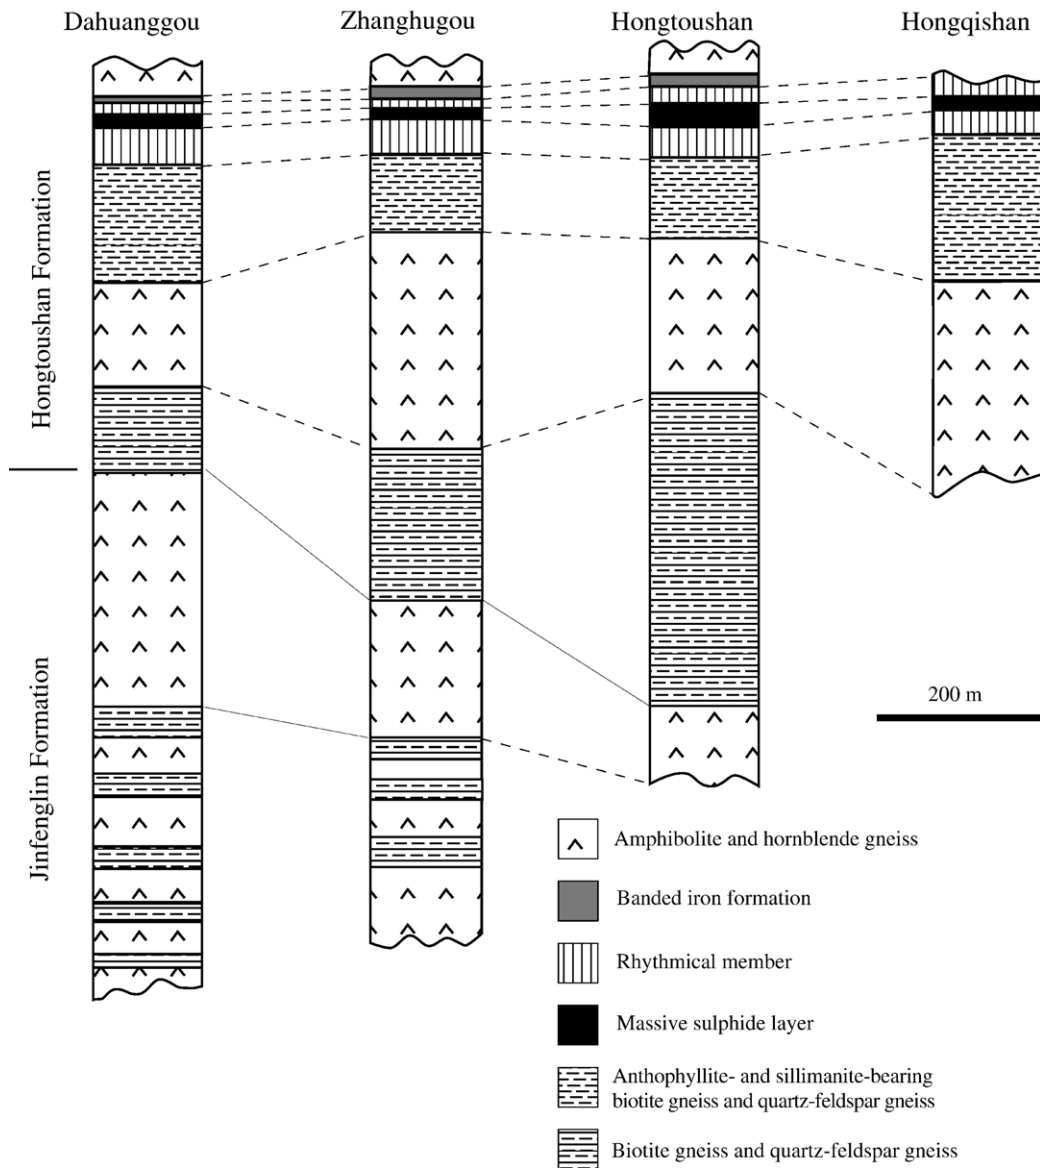 Dahuanggou
Zhanghugou
Hongtoushan
Hongqishan
Hongtoushan Formation
Jinfenglin Formation
200 m
Amphibolite and hornblende gneiss
Banded iron formation
Rhythmical member
Massive sulphide layer
Anthophyllite- and sillimanite-bearing
biotite gneiss and quartz-feldspar gneiss
Biotite gneiss and quartz-feldspar gneiss